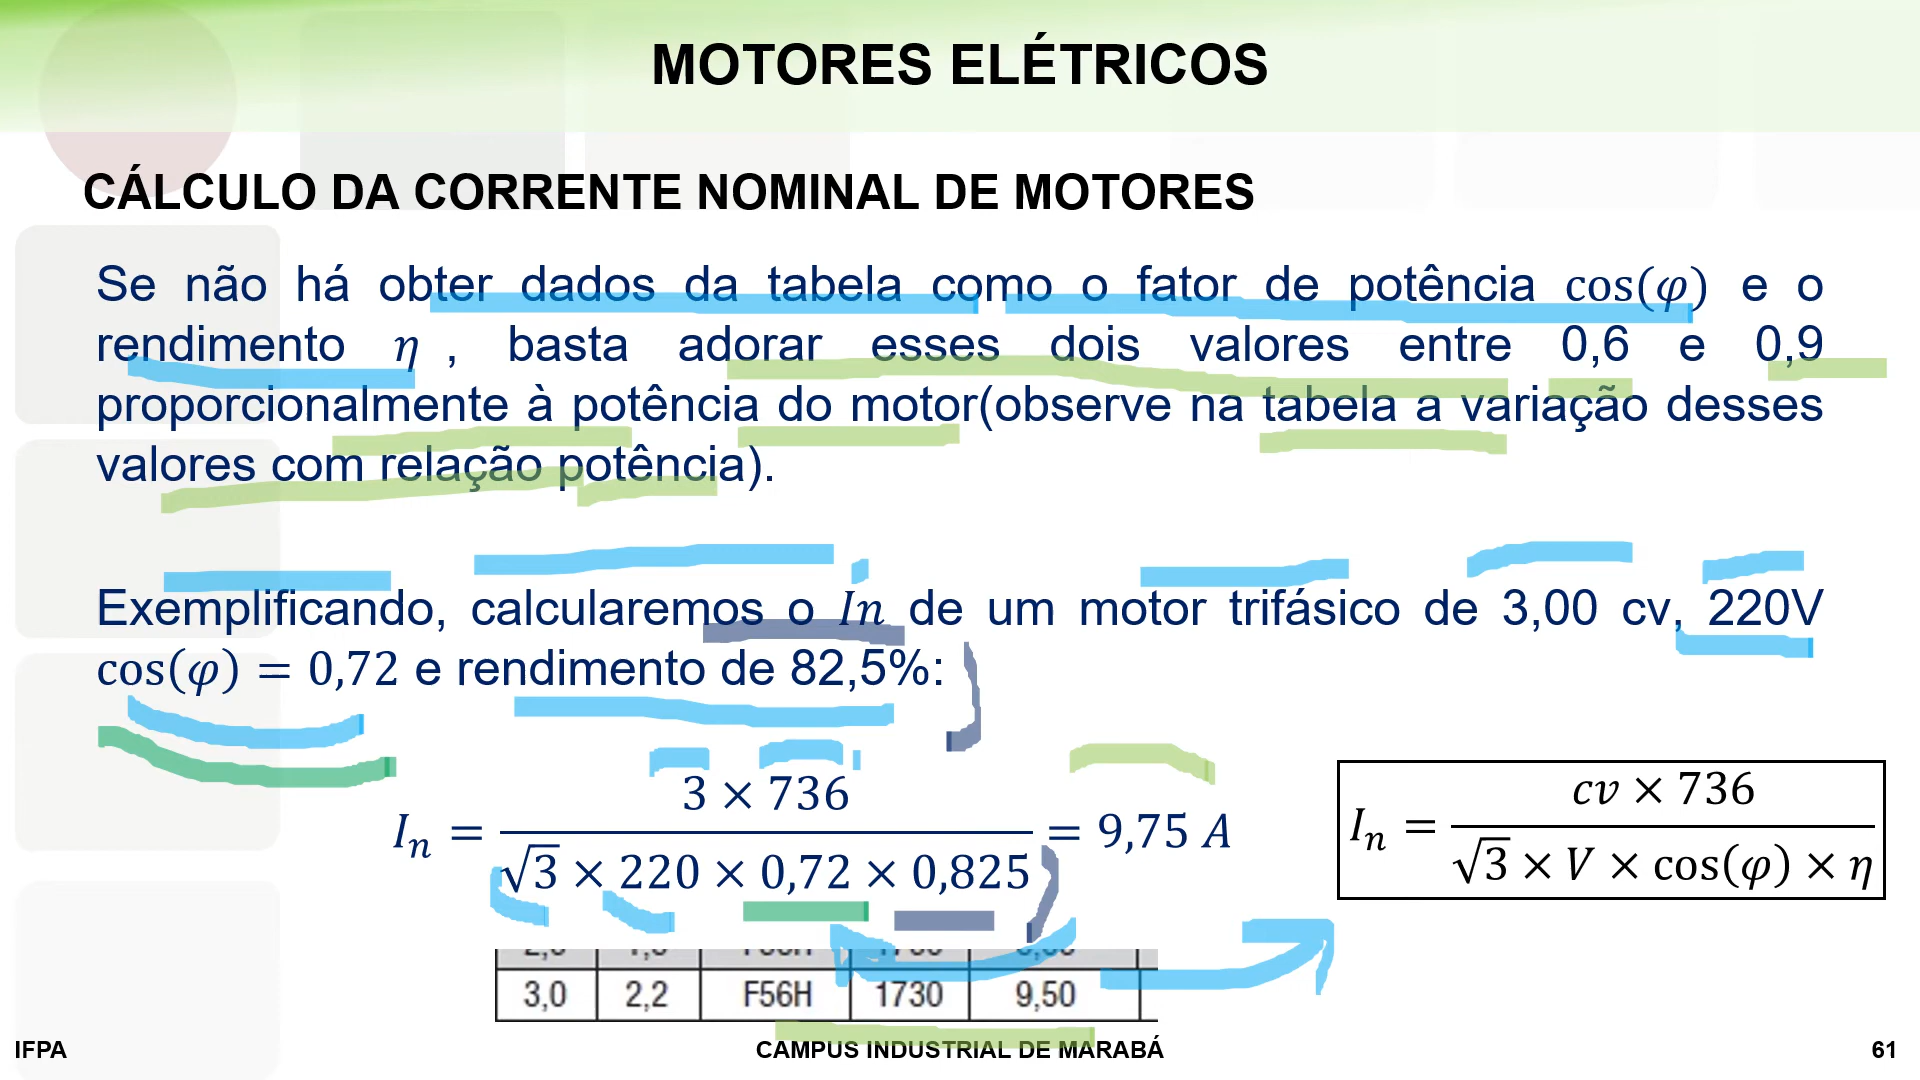 MOTORES ELÉTRICOS
CÁLCULO DA CORRENTE NOMINAL DE MOTORES
Se não há obter dados da tabela como o fator de potência cos(φ) e o
rendimento η , basta adorar esses dois valores entre 0,6 e 0,9
proporcionalmente à potência do motor(observe na tabela a variação desses
valores com relação potência).
Exemplificando, calcularemos o In de um motor trifásico de 3,00 cv, 220V
cos(φ) = 0,72 e rendimento de 82,5%:
3 × 736
I_n = = 9,75 A
√3 × 220 × 0,72 × 0,825
cv × 736
I_n =
√3 × V × cos(φ) × η
3,0 2,2 F56H 1730 9,50
IFPA CAMPUS INDUSTRIAL DE MARABÁ 61